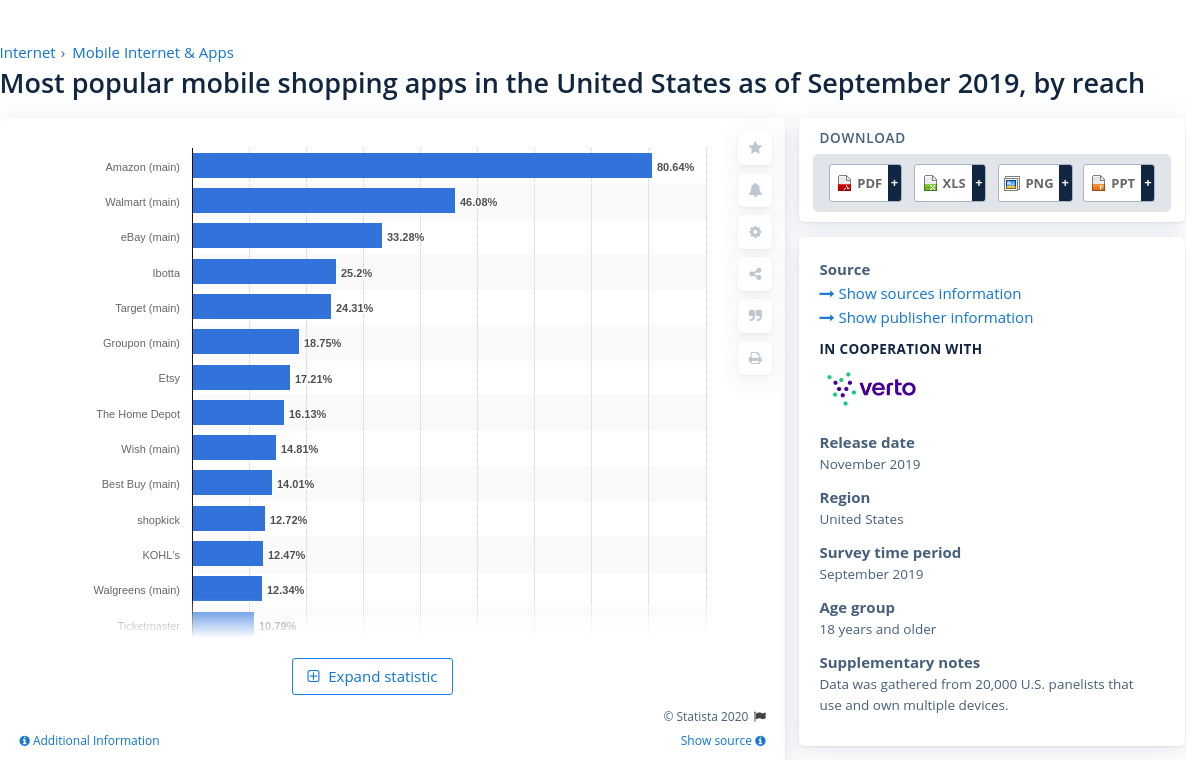 Internet › Mobile Internet & Apps
Most popular mobile shopping apps in the United States as of September 2019, by reach
Amazon (main) 80.64%
Walmart (main) 46.08%
eBay (main) 33.28%
Ibotta 25.2%
Target (main) 24.31%
Groupon (main) 18.75%
Etsy 17.21%
The Home Depot 16.13%
Wish (main) 14.81%
Best Buy (main) 14.01%
shopkick 12.72%
KOHL's 12.47%
Walgreens (main) 12.34%
Ticketmaster 10.79%
Expand statistic
© Statista 2020
Additional Information
Show source
DOWNLOAD
PDF + XLS + PNG + PPT +
Source
Show sources information
Show publisher information
IN COOPERATION WITH
verto
Release date
November 2019
Region
United States
Survey time period
September 2019
Age group
18 years and older
Supplementary notes
Data was gathered from 20,000 U.S. panelists that
use and own multiple devices.